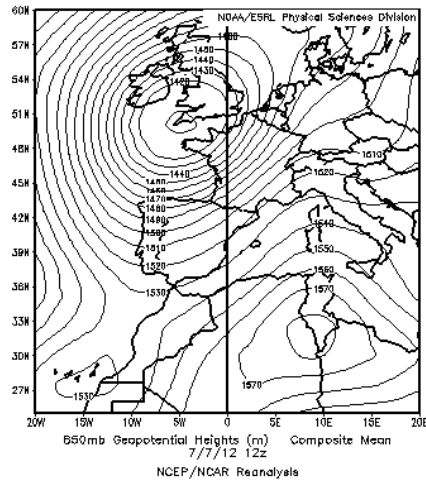 60N
NOAA/ESRL Physical Sciences Division
57N
54N
51N
48N
45N
42N
39N
36N
33N
30N
27N
1480
1450
1440
1430
1420
1440
1460
1470
1480
1490
1500
1510
1520
1530
1530
1510
1520
1540
1550
1560
1570
1570
20W 15W 10W 5W 0 5E 10E 15E 20E
850mb Geopotential Heights (m) Composite Mean
7/7/12 12z
NCEP/NCAR Reanalysis